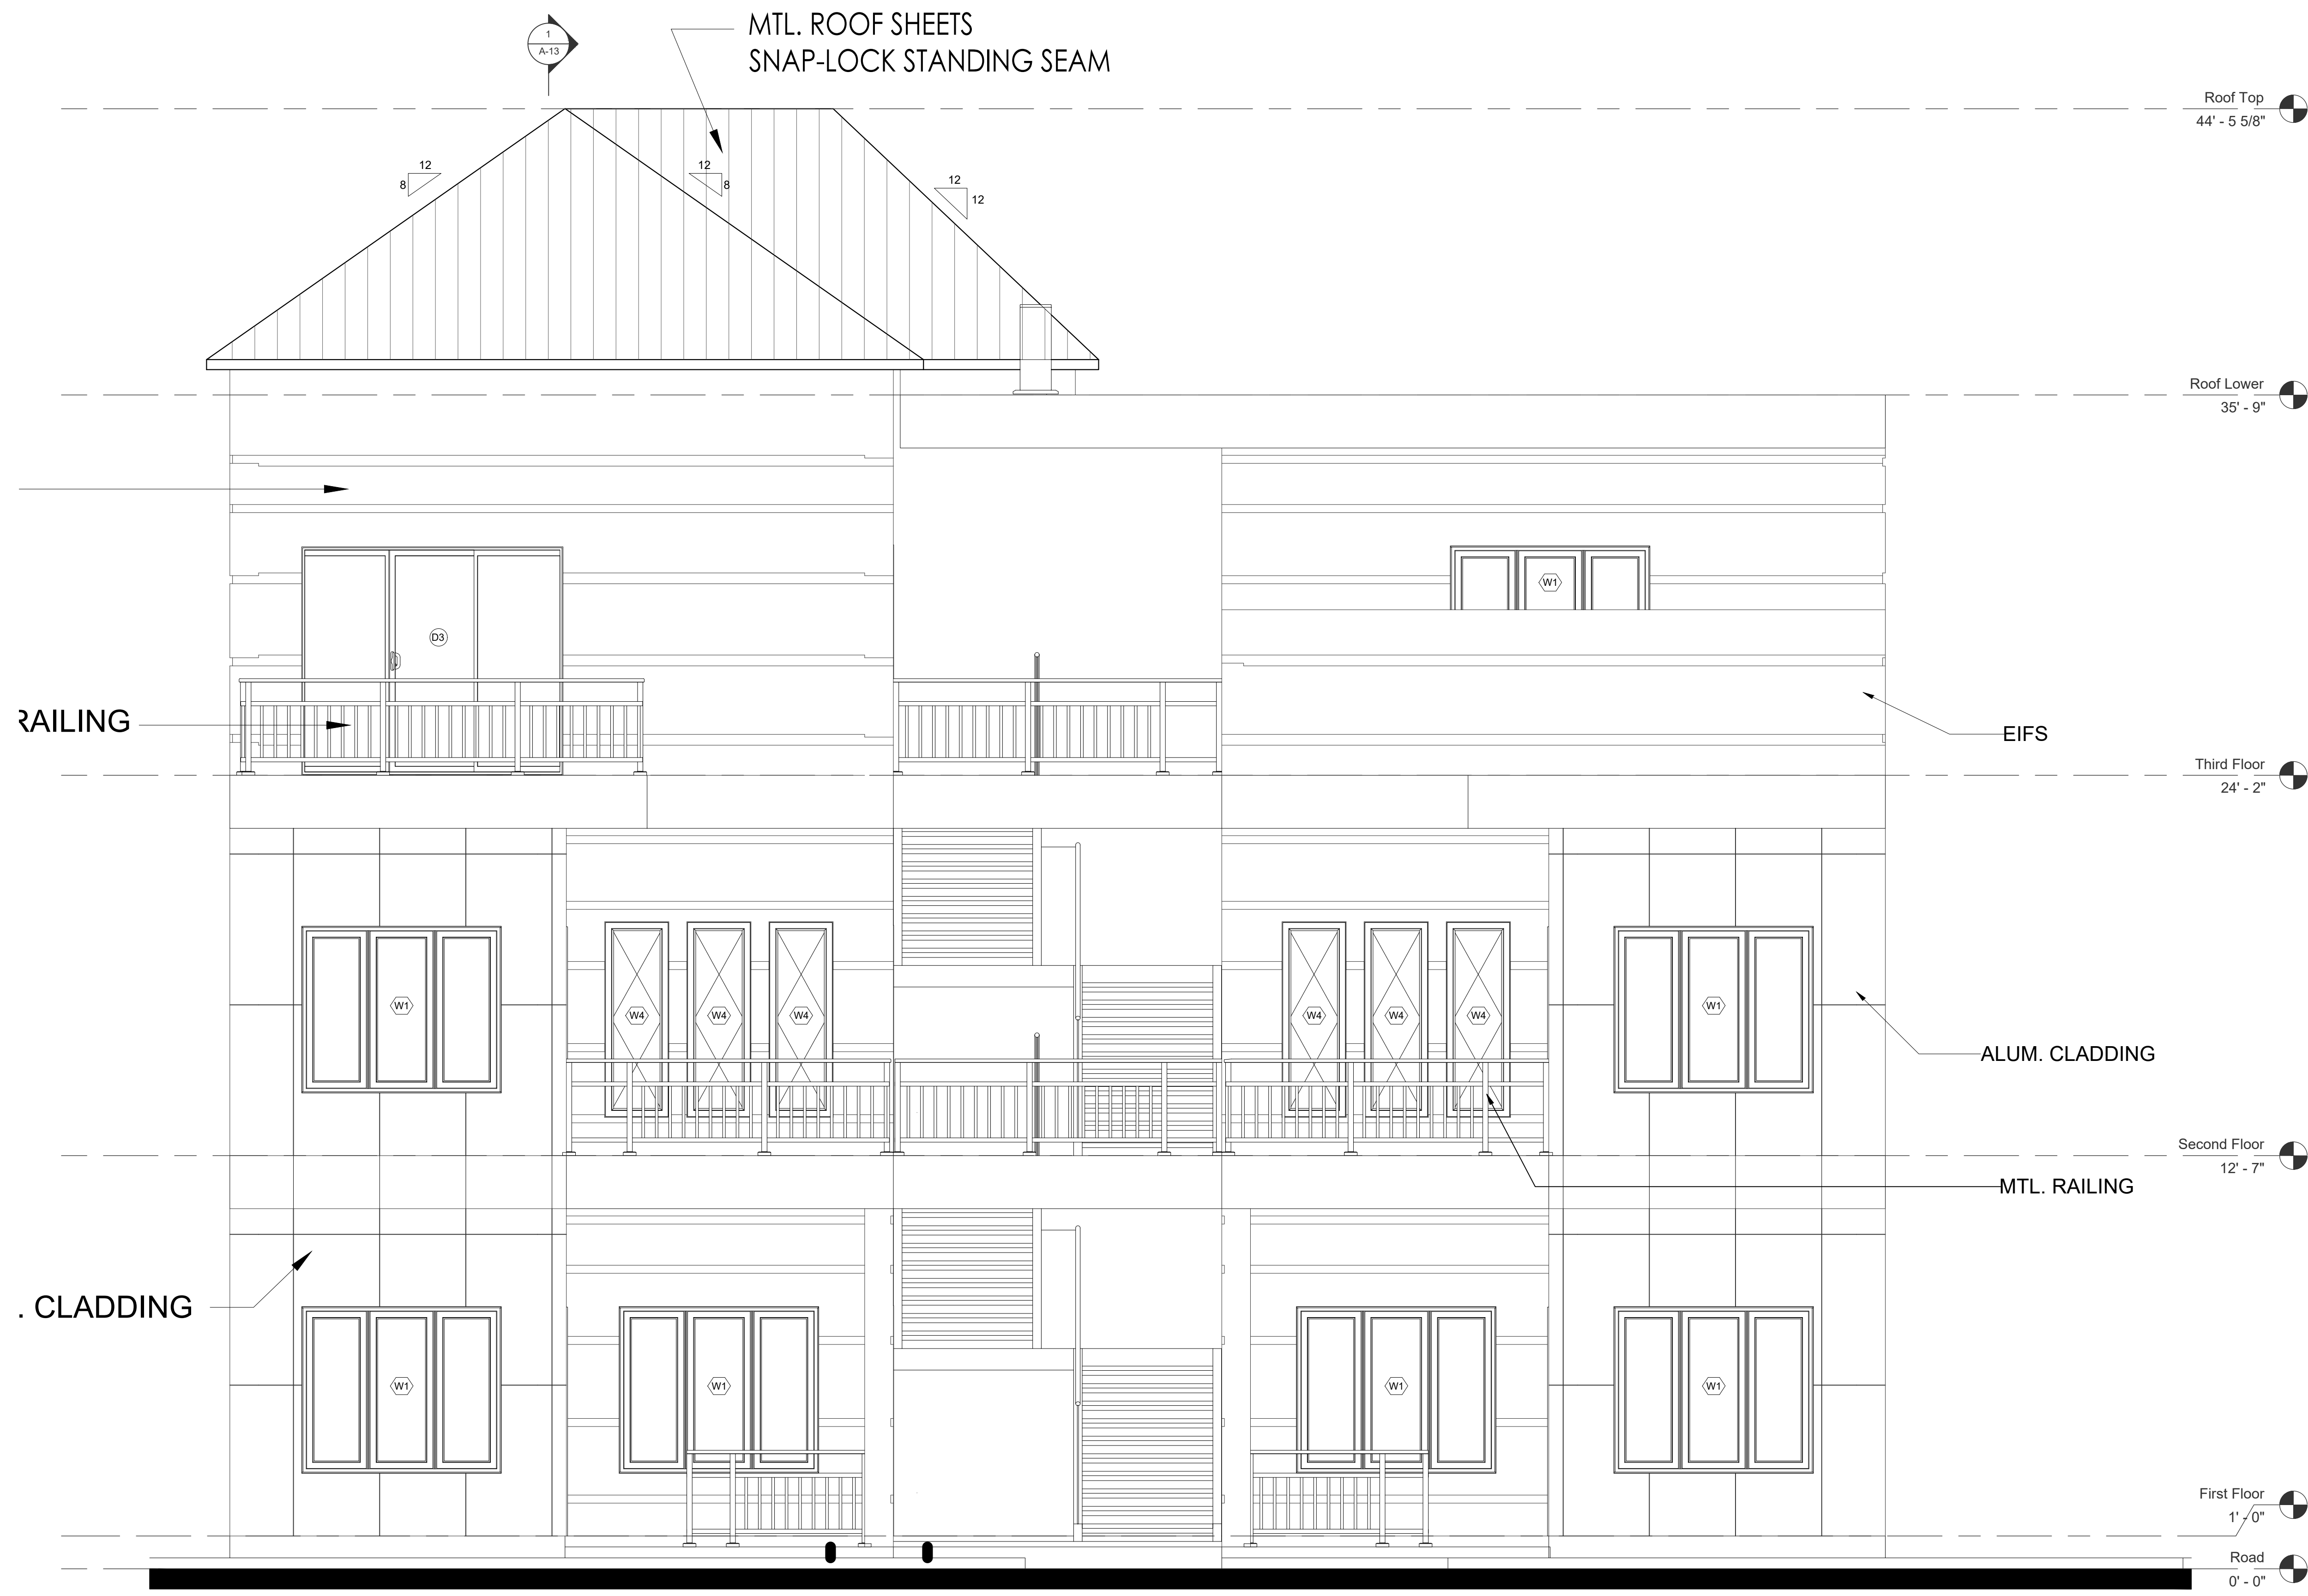 1
A-13
MTL. ROOF SHEETS
SNAP-LOCK STANDING SEAM
Roof Top
44' - 5 5/8"
12
8
12
8
12
12
Roof Lower
35' - 9"
W1
D3
RAILING
EIFS
Third Floor
24' - 2"
W1
W4
W4
W4
W4
W4
W4
W1
ALUM. CLADDING
Second Floor
12' - 7"
MTL. RAILING
. CLADDING
W1
W1
W1
W1
First Floor
1' - 0"
Road
0' - 0"